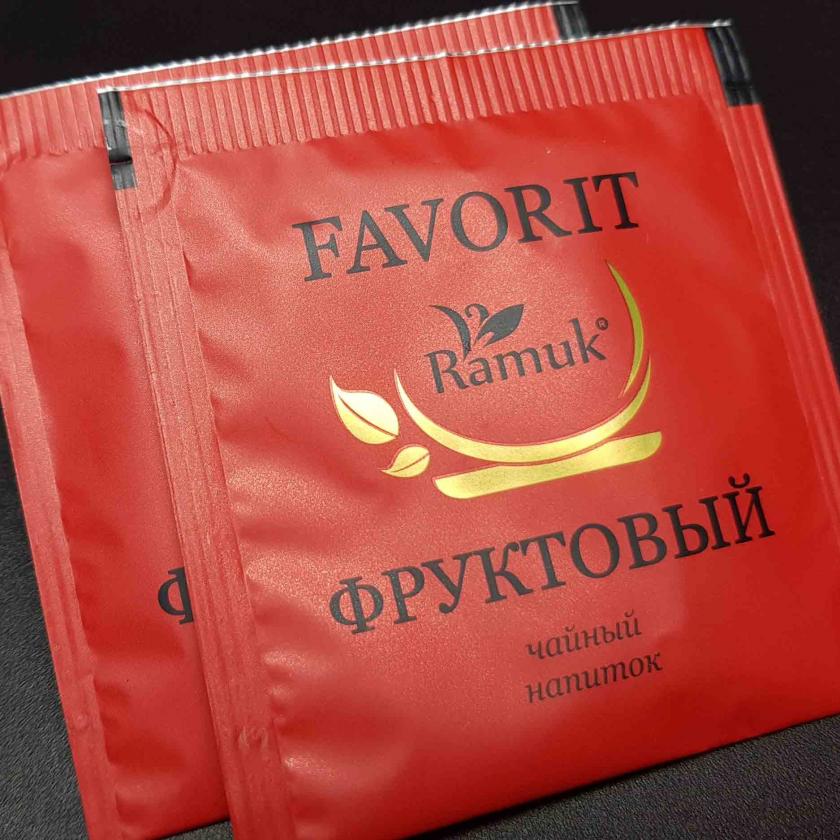 FAVORIT
Ramuk®
ФРУКТОВЫЙ
чайный
напиток
Ф